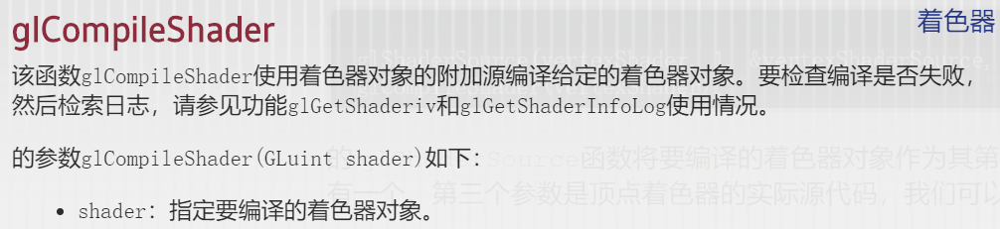 glCompileShader
着色器
该函数glCompileShader使用着色器对象的附加源编译给定的着色器对象。要检查编译是否失败，
然后检索日志，请参见功能glGetShaderiv和glGetShaderInfoLog使用情况。
的参数glCompileShader(GLuint shader)如下：
Source函数将要编译的着色器对象作为其第
有一个，第三个参数是顶点着色器的实际源代码，我们可以
• shader：指定要编译的着色器对象。